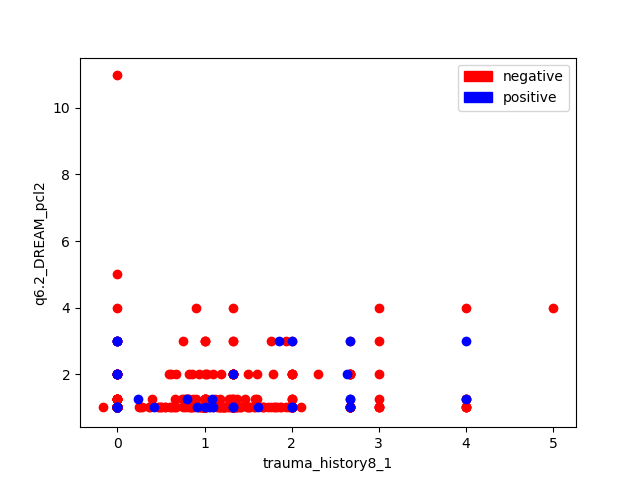 negative
positive
10
8
6
4
2
q6.2_DREAM_pcl2
0 1 2 3 4 5
trauma_history8_1